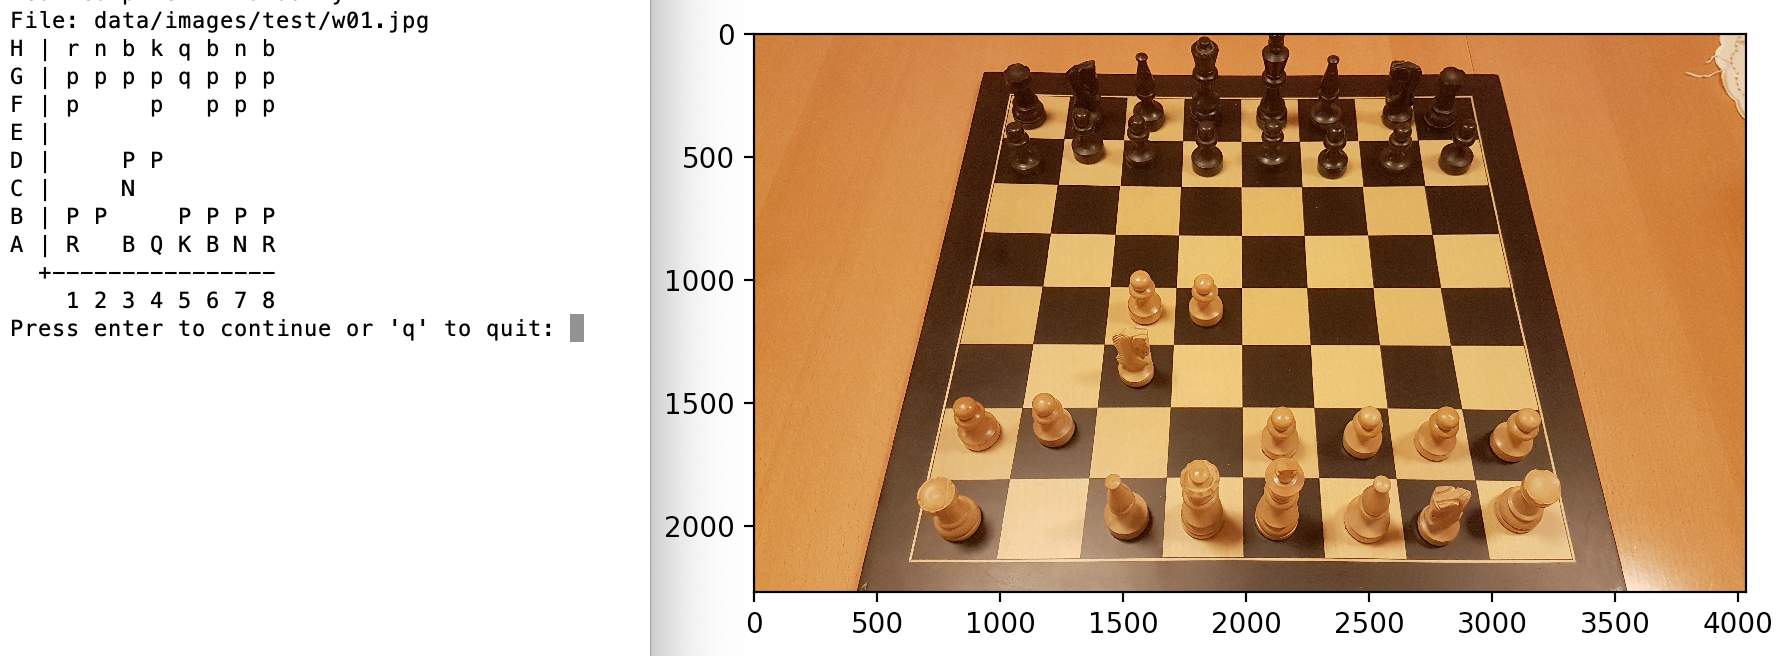 File: data/images/test/w01.jpg
H | r n b k q b n b
G | p p p p q p p p
F | p     p   p p p
E |
D |     P P
C |     N
B | P P     P P P P
A | R   B Q K B N R
  +----------------
    1 2 3 4 5 6 7 8
Press enter to continue or 'q' to quit:
0
500
1000
1500
2000
0 500 1000 1500 2000 2500 3000 3500 4000